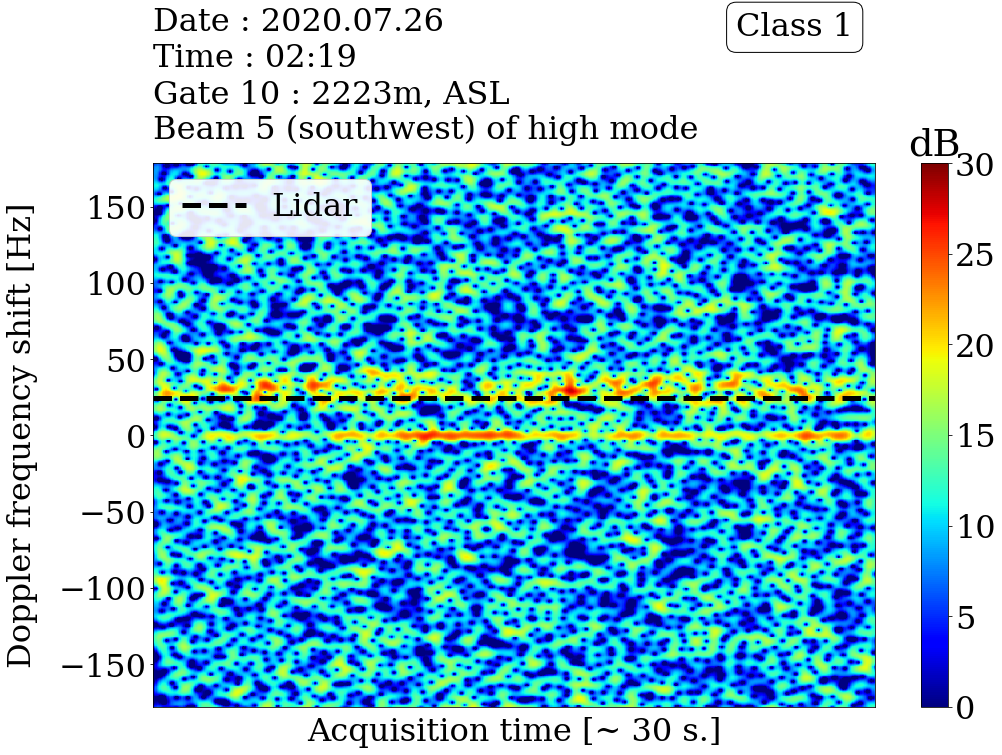 Date : 2020.07.26
Time : 02:19
Gate 10 : 2223m, ASL
Beam 5 (southwest) of high mode
Class 1
dB
Lidar
Doppler frequency shift [Hz]
150
100
50
0
−50
−100
−150
30
25
20
15
10
5
0
Acquisition time [~ 30 s.]